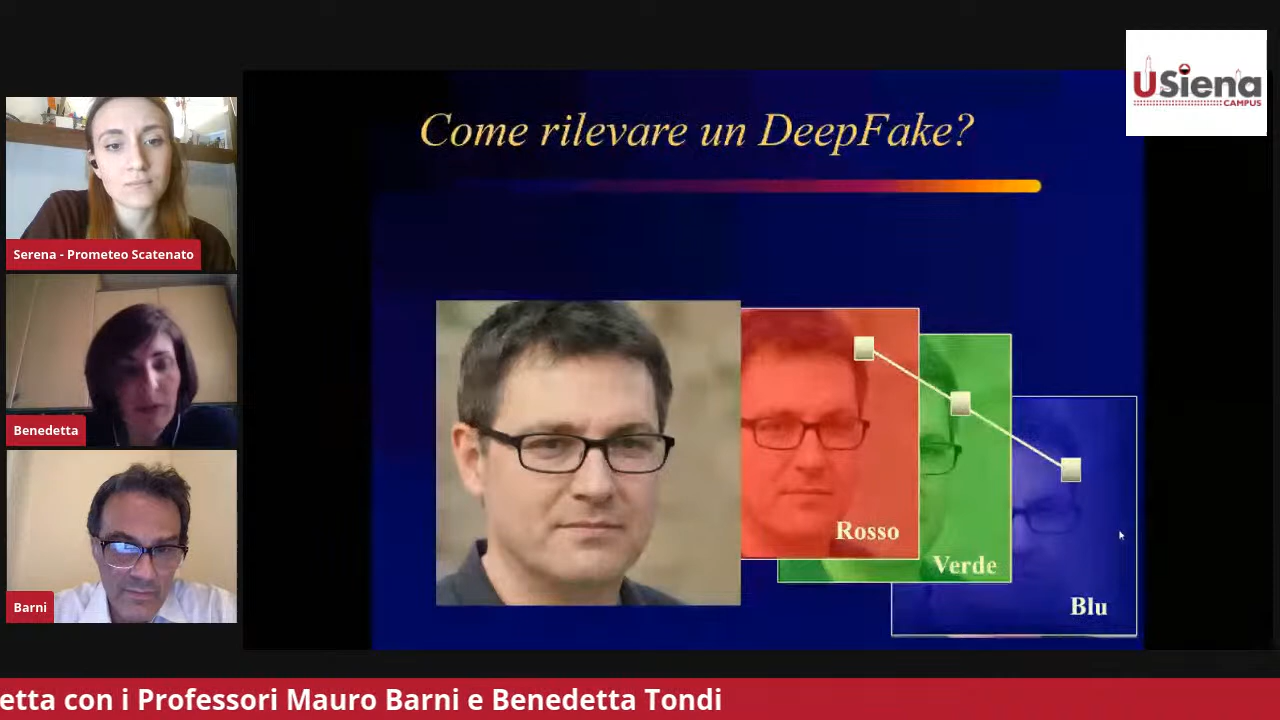 USiena
CAMPUS
Come rilevare un DeepFake?
Serena - Prometeo Scatenato
Benedetta
Barni
Rosso
Verde
Blu
etta con i Professori Mauro Barni e Benedetta Tondi